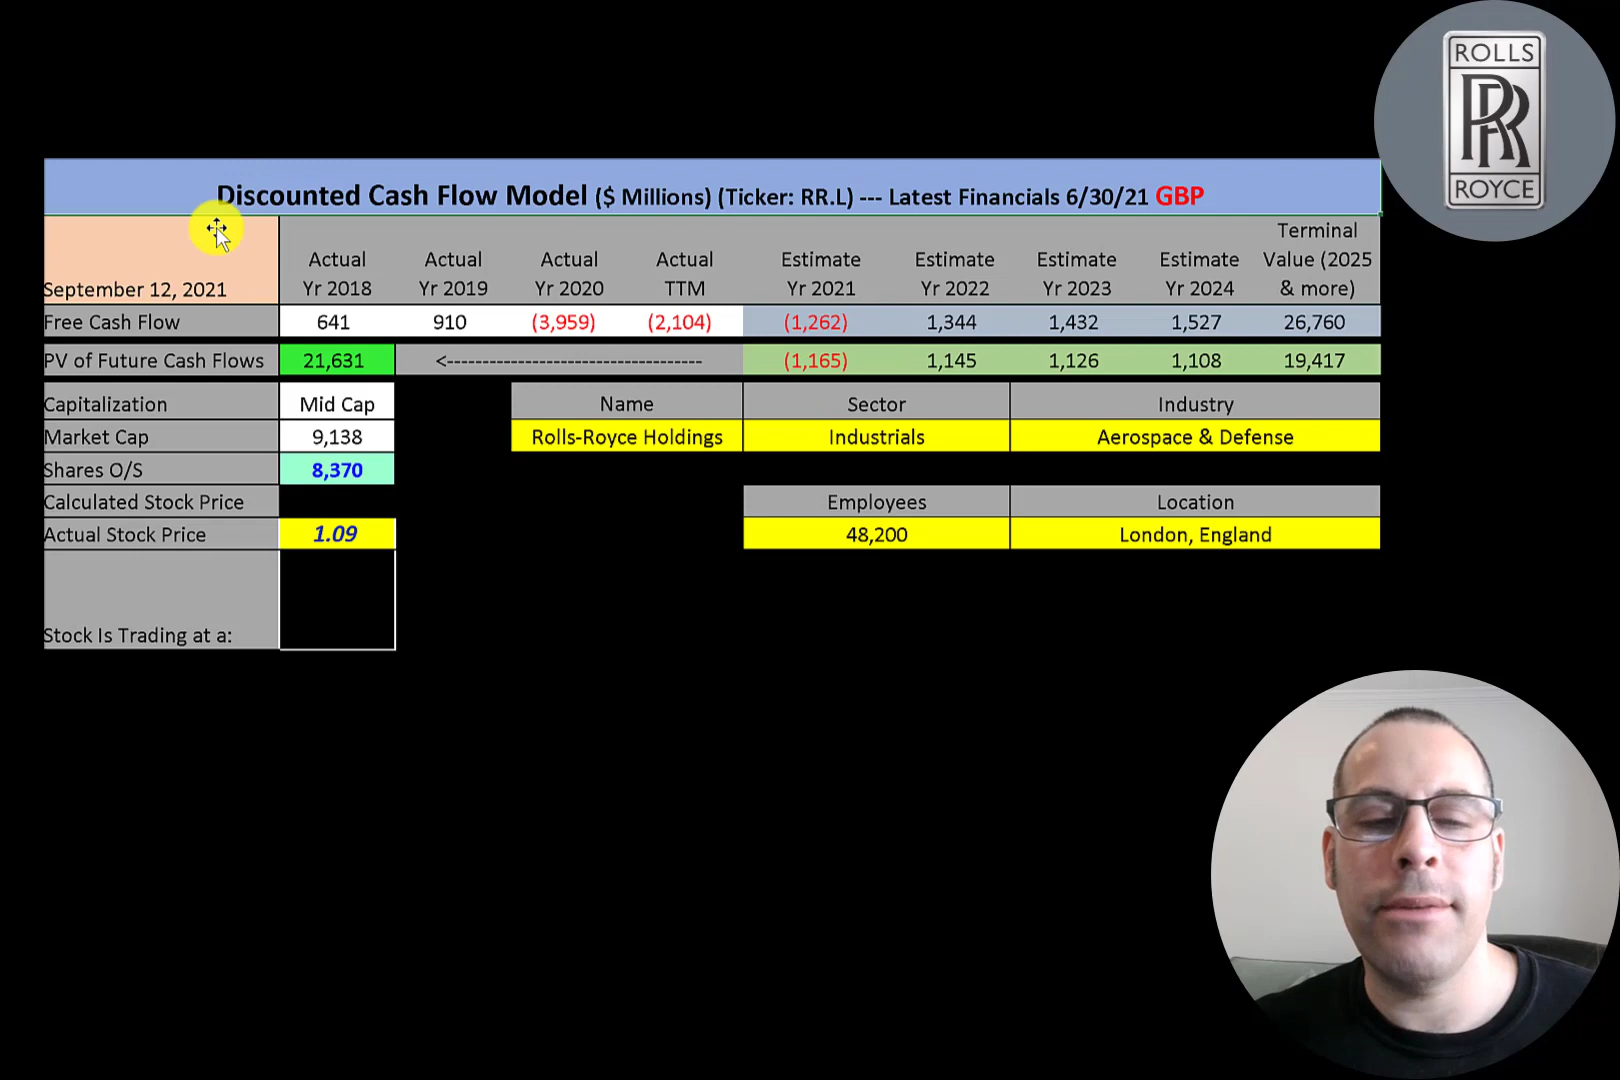 ROLLS
RR
ROYCE
Discounted Cash Flow Model ($ Millions) (Ticker: RR.L) --- Latest Financials 6/30/21 GBP
September 12, 2021 Actual Yr 2018 Actual Yr 2019 Actual Yr 2020 Actual TTM Estimate Yr 2021 Estimate Yr 2022 Estimate Yr 2023 Estimate Yr 2024 Terminal Value (2025 & more)
Free Cash Flow 641 910 (3,959) (2,104) (1,262) 1,344 1,432 1,527 26,760
PV of Future Cash Flows 21,631 <------------------------------------- (1,165) 1,145 1,126 1,108 19,417
Capitalization Mid Cap Name Sector Industry
Market Cap 9,138 Rolls-Royce Holdings Industrials Aerospace & Defense
Shares O/S 8,370
Calculated Stock Price Employees Location
Actual Stock Price 1.09 48,200 London, England
Stock Is Trading at a: